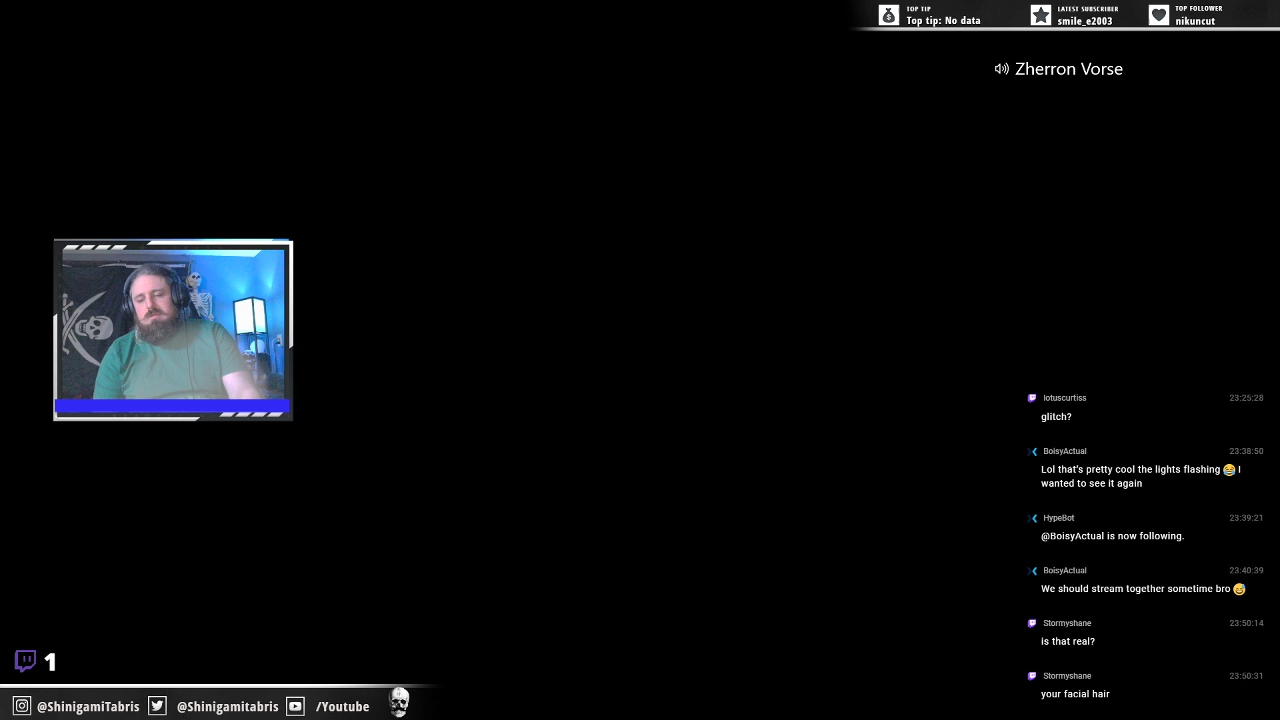 TOP TIP
Top tip: No data
LATEST SUBSCRIBER
smile_e2003
TOP FOLLOWER
nikuncut
Zherron Vorse
lotuscurtiss 23:25:28
glitch?
BoisyActual 23:38:50
Lol that's pretty cool the lights flashing 😂 I
wanted to see it again
HypeBot 23:39:21
@BoisyActual is now following.
BoisyActual 23:40:39
We should stream together sometime bro 😅
Stormyshane 23:50:14
is that real?
Stormyshane 23:50:31
your facial hair
1
@ShinigamiTabris @Shinigamitabris /Youtube